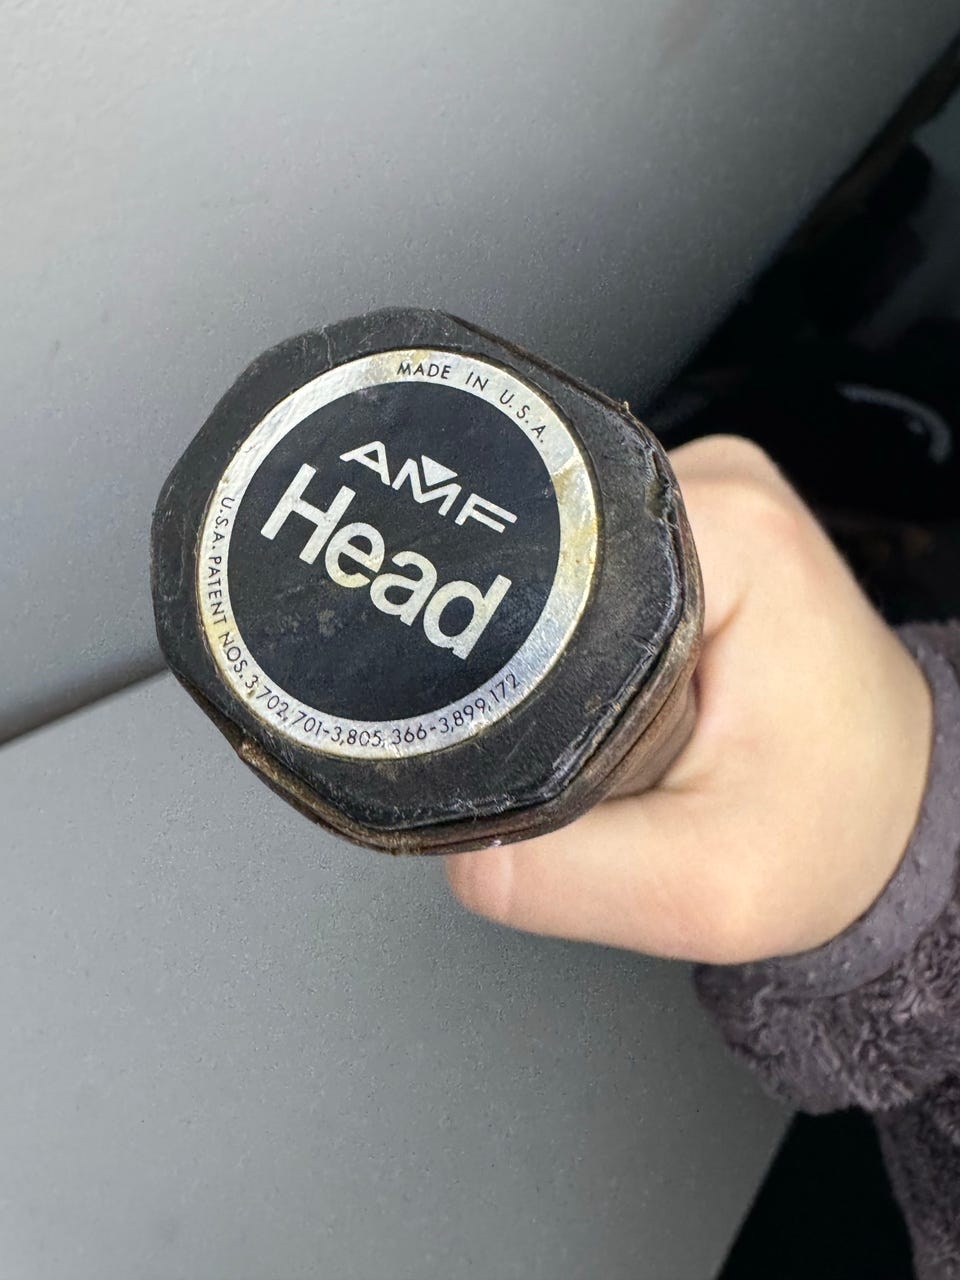 MADE IN U.S.A.
AMF
Head
U.S.A. PATENT NOS. 3,702,701-3,805,366-3,899,172